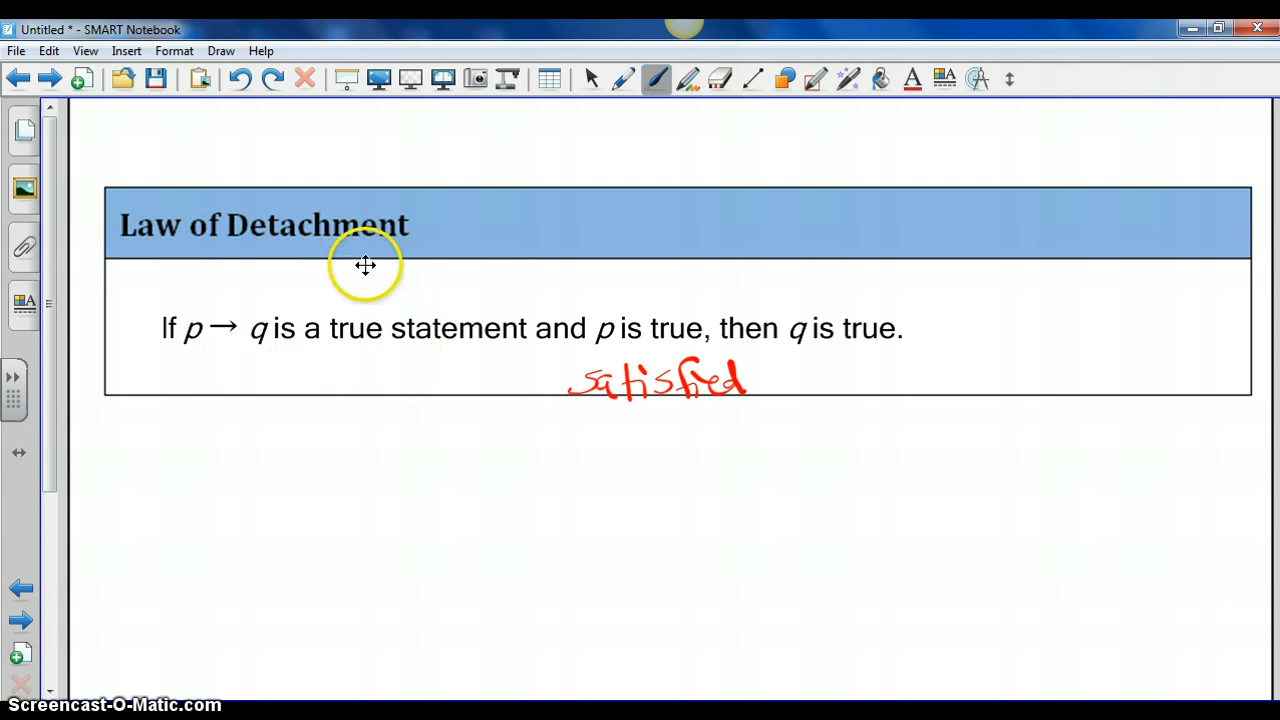 Untitled * - SMART Notebook
File Edit View Insert Format Draw Help
Law of Detachment
If p → q is a true statement and p is true, then q is true.
satisfied
Screencast-O-Matic.com